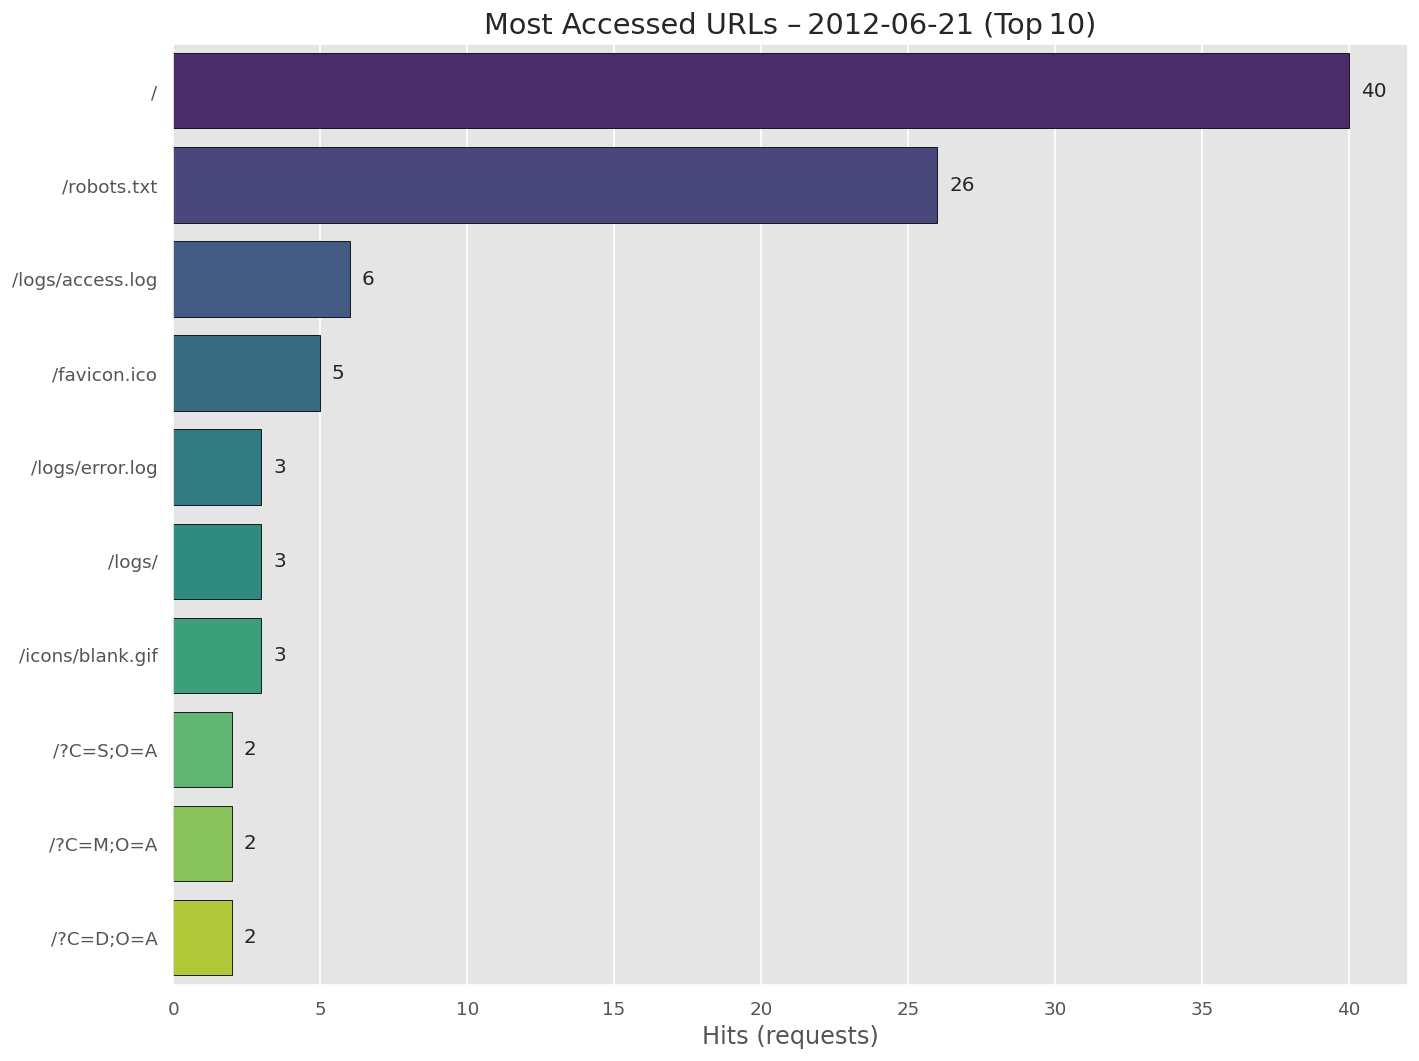 Most Accessed URLs – 2012-06-21 (Top 10)
/ 40
/robots.txt 26
/logs/access.log 6
/favicon.ico 5
/logs/error.log 3
/logs/ 3
/icons/blank.gif 3
/?C=S;O=A 2
/?C=M;O=A 2
/?C=D;O=A 2
0 5 10 15 20 25 30 35 40
Hits (requests)